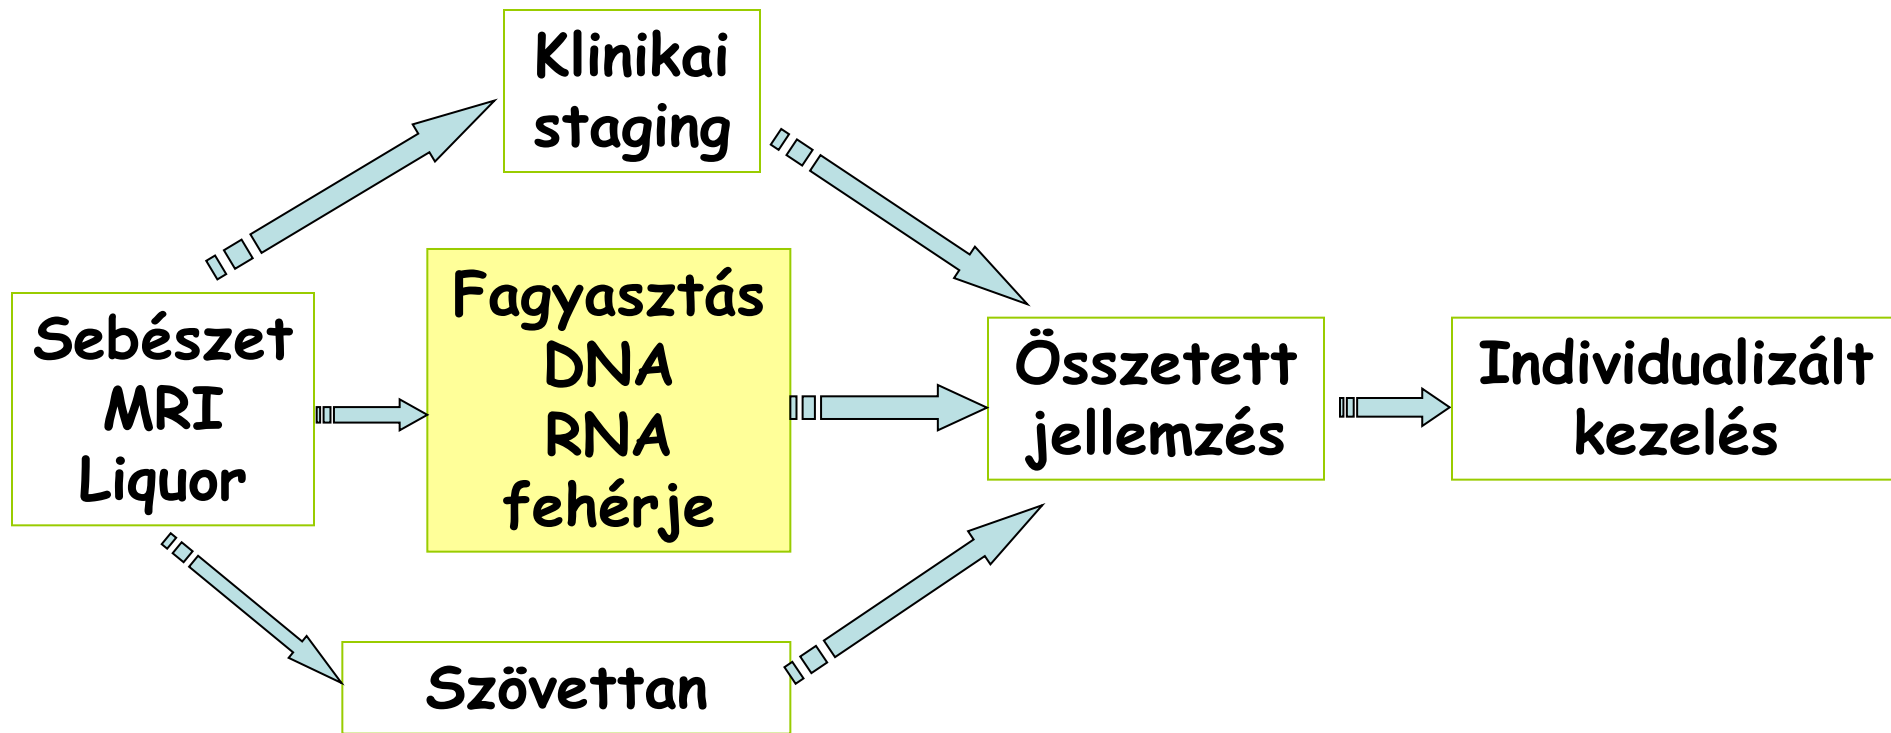 Klinikai
staging
Sebészet
MRI
Liquor
Fagyasztás
DNA
RNA
fehérje
Szövettan
Összetett
jellemzés
Individualizált
kezelés